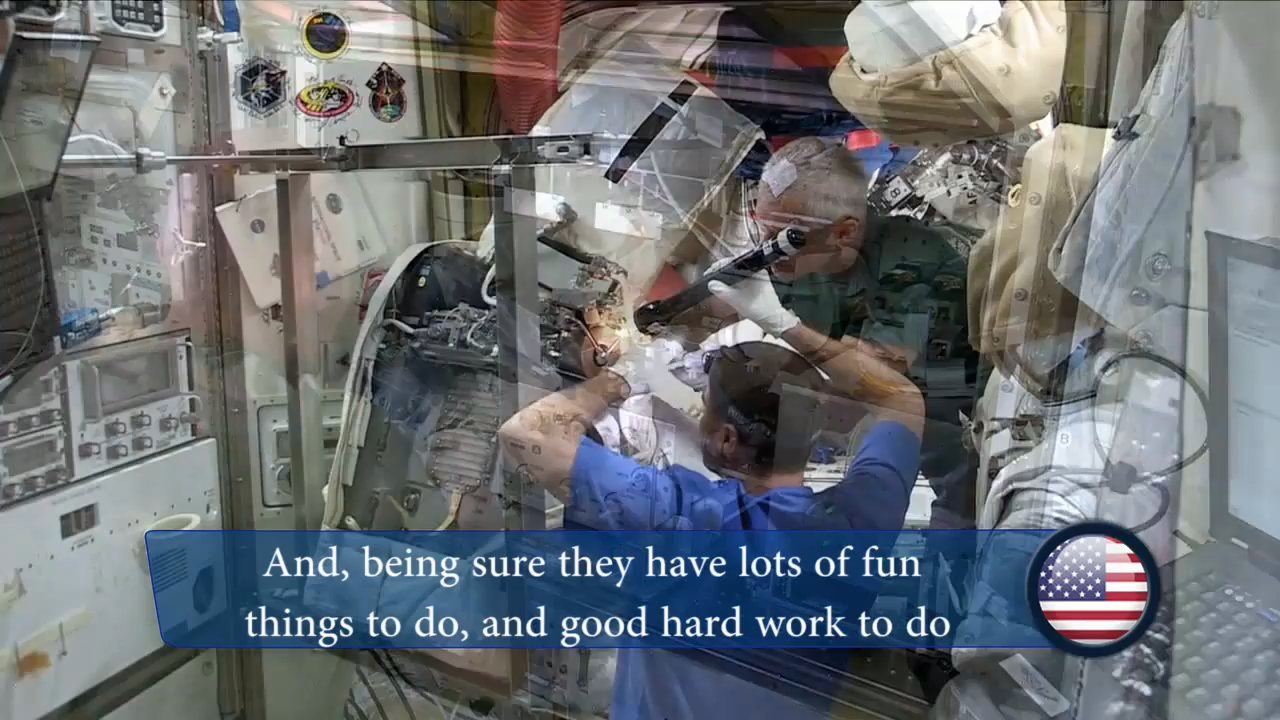 And, being sure they have lots of fun
things to do, and good hard work to do